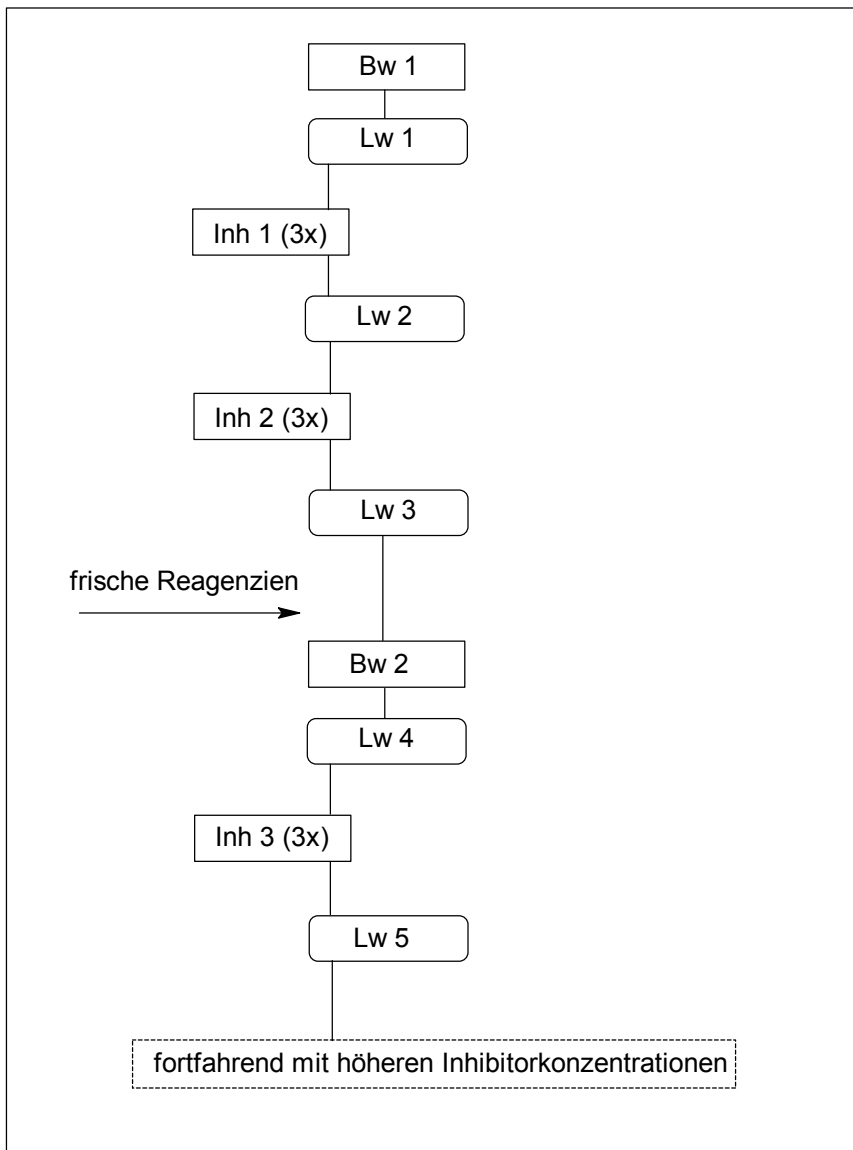 Bw 1
Lw 1
Inh 1 (3x)
Lw 2
Inh 2 (3x)
Lw 3
frische Reagenzien
Bw 2
Lw 4
Inh 3 (3x)
Lw 5
fortfahrend mit höheren Inhibitorkonzentrationen